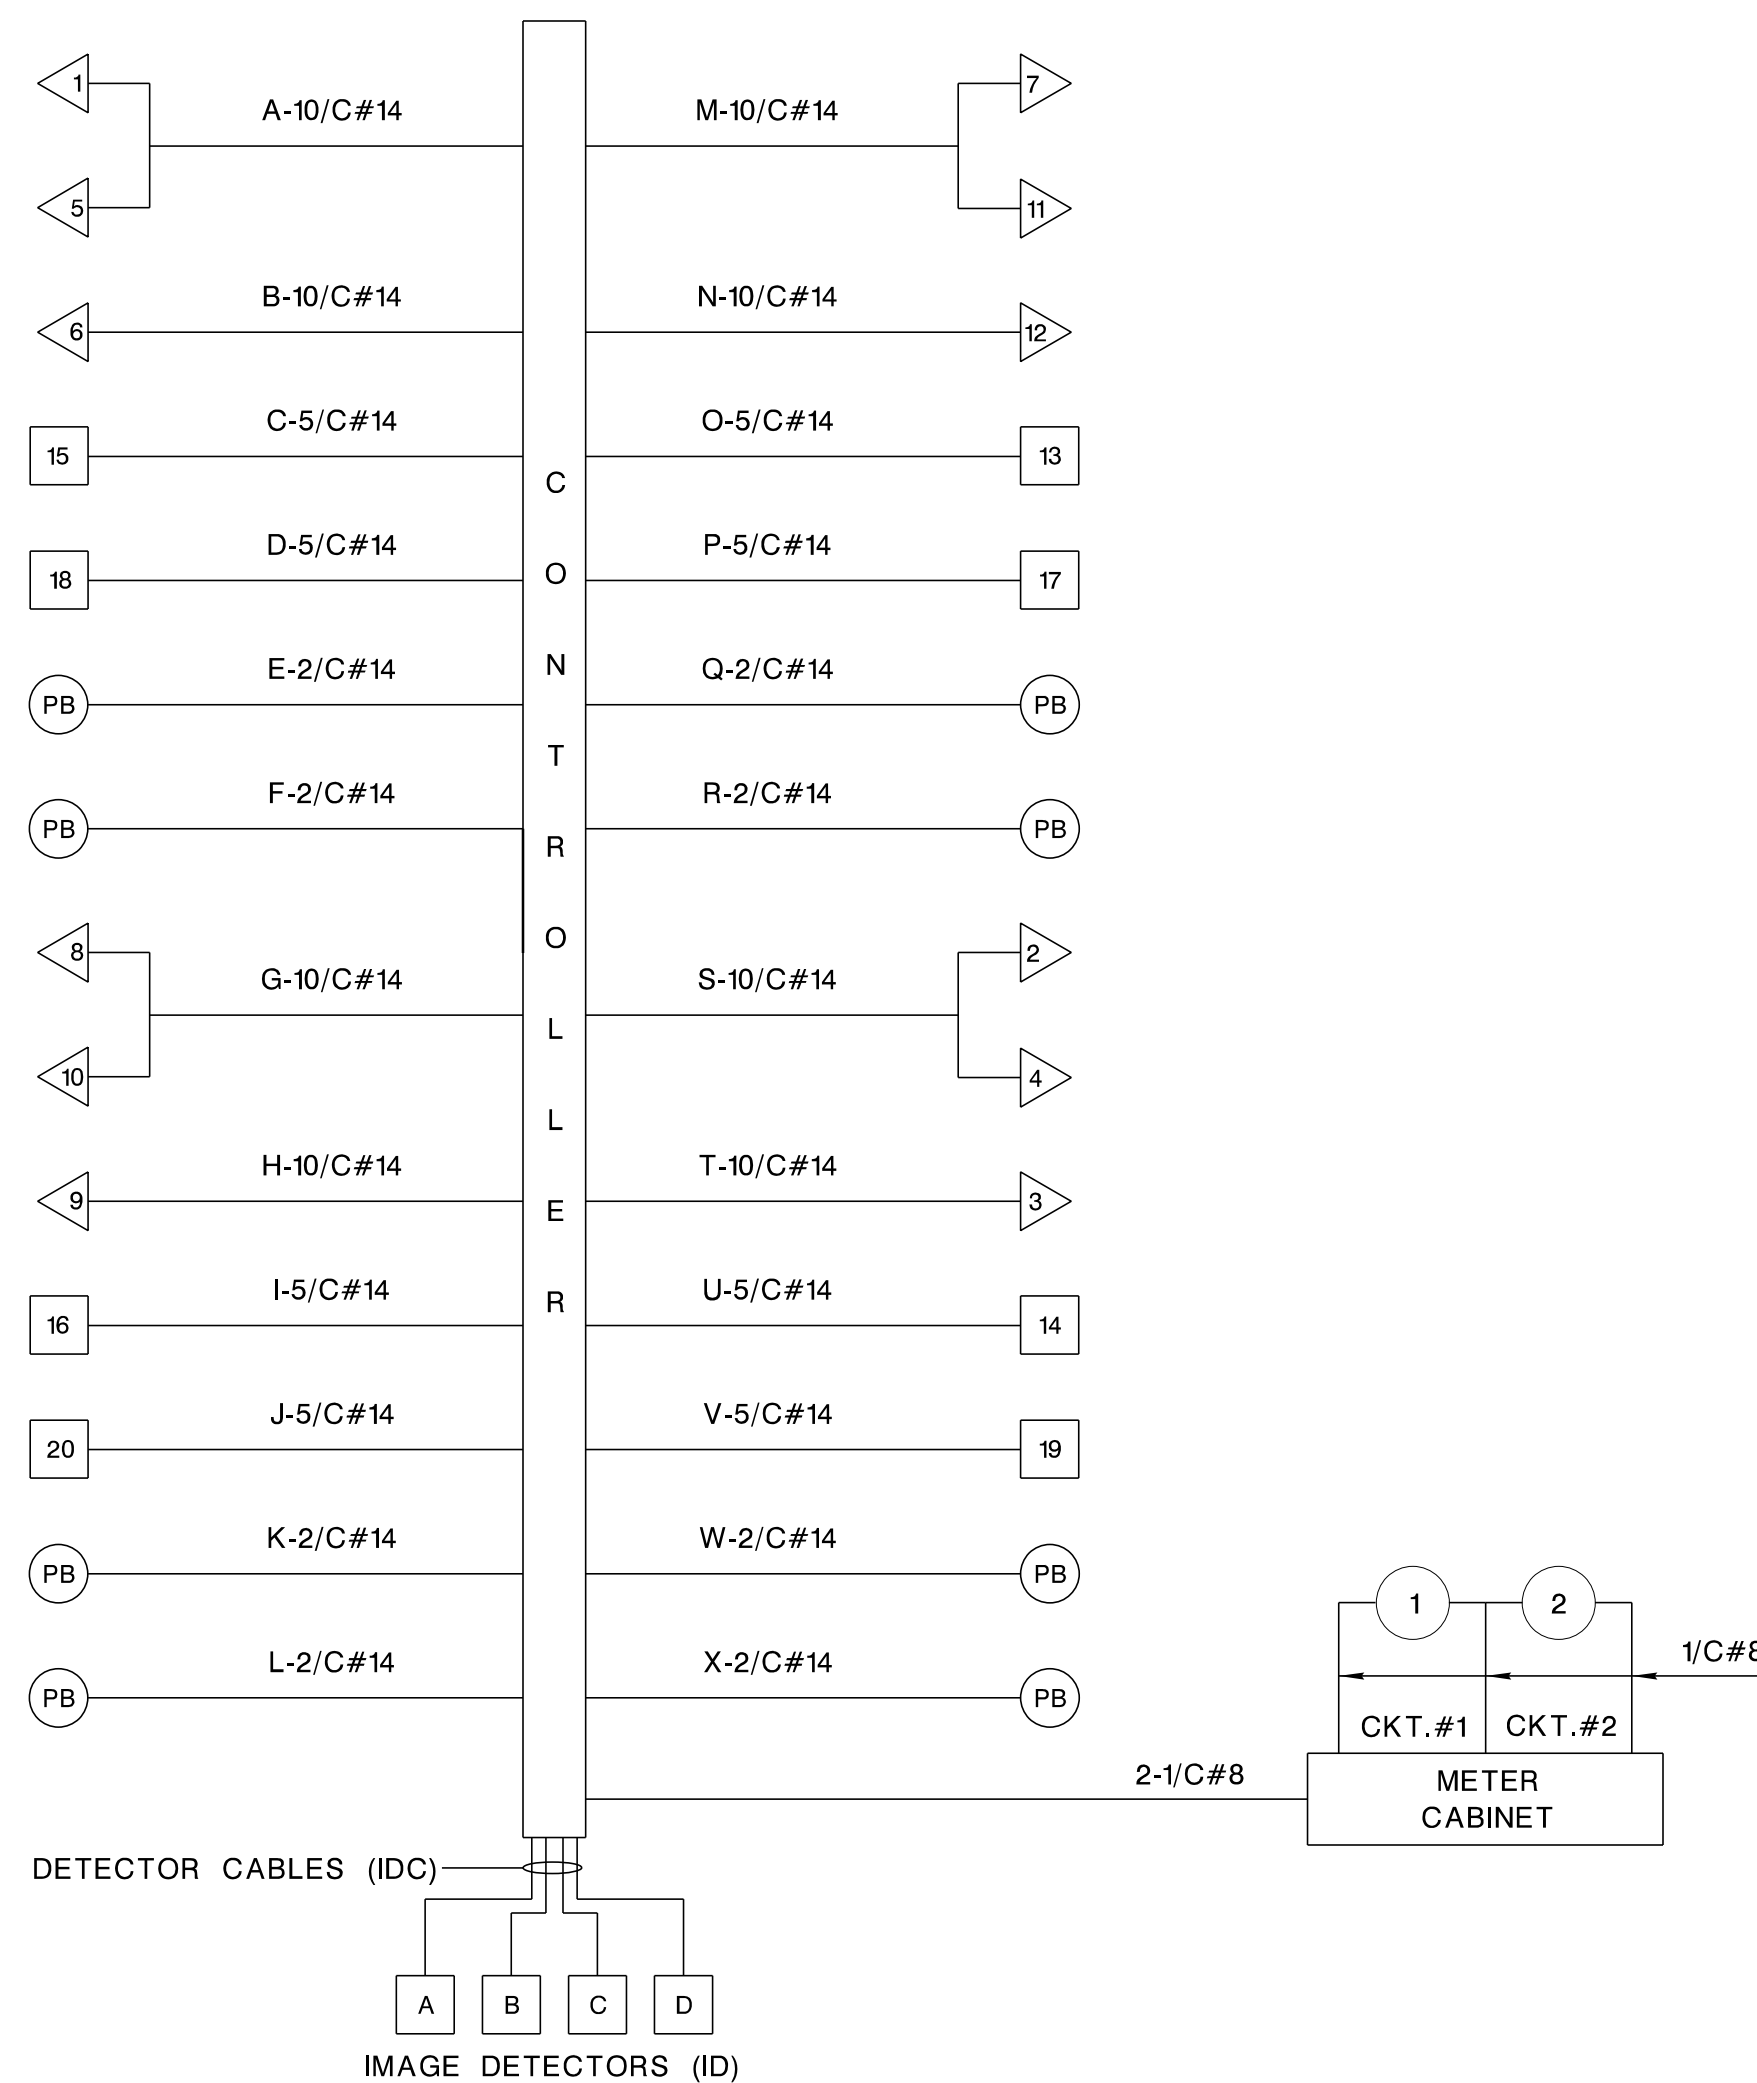 1
A-10/C#14
M-10/C#14
7
5
11
6
B-10/C#14
N-10/C#14
12
15
C-5/C#14
O-5/C#14
13
18
D-5/C#14
P-5/C#14
17
PB
E-2/C#14
Q-2/C#14
PB
PB
F-2/C#14
R-2/C#14
PB
CONTROLLER
8
G-10/C#14
S-10/C#14
2
10
4
9
H-10/C#14
T-10/C#14
3
16
I-5/C#14
U-5/C#14
14
20
J-5/C#14
V-5/C#14
19
PB
K-2/C#14
W-2/C#14
PB
PB
L-2/C#14
X-2/C#14
PB
1
2
1/C#8
CKT.#1
CKT.#2
2-1/C#8
METER
CABINET
DETECTOR CABLES (IDC)
A
B
C
D
IMAGE DETECTORS (ID)